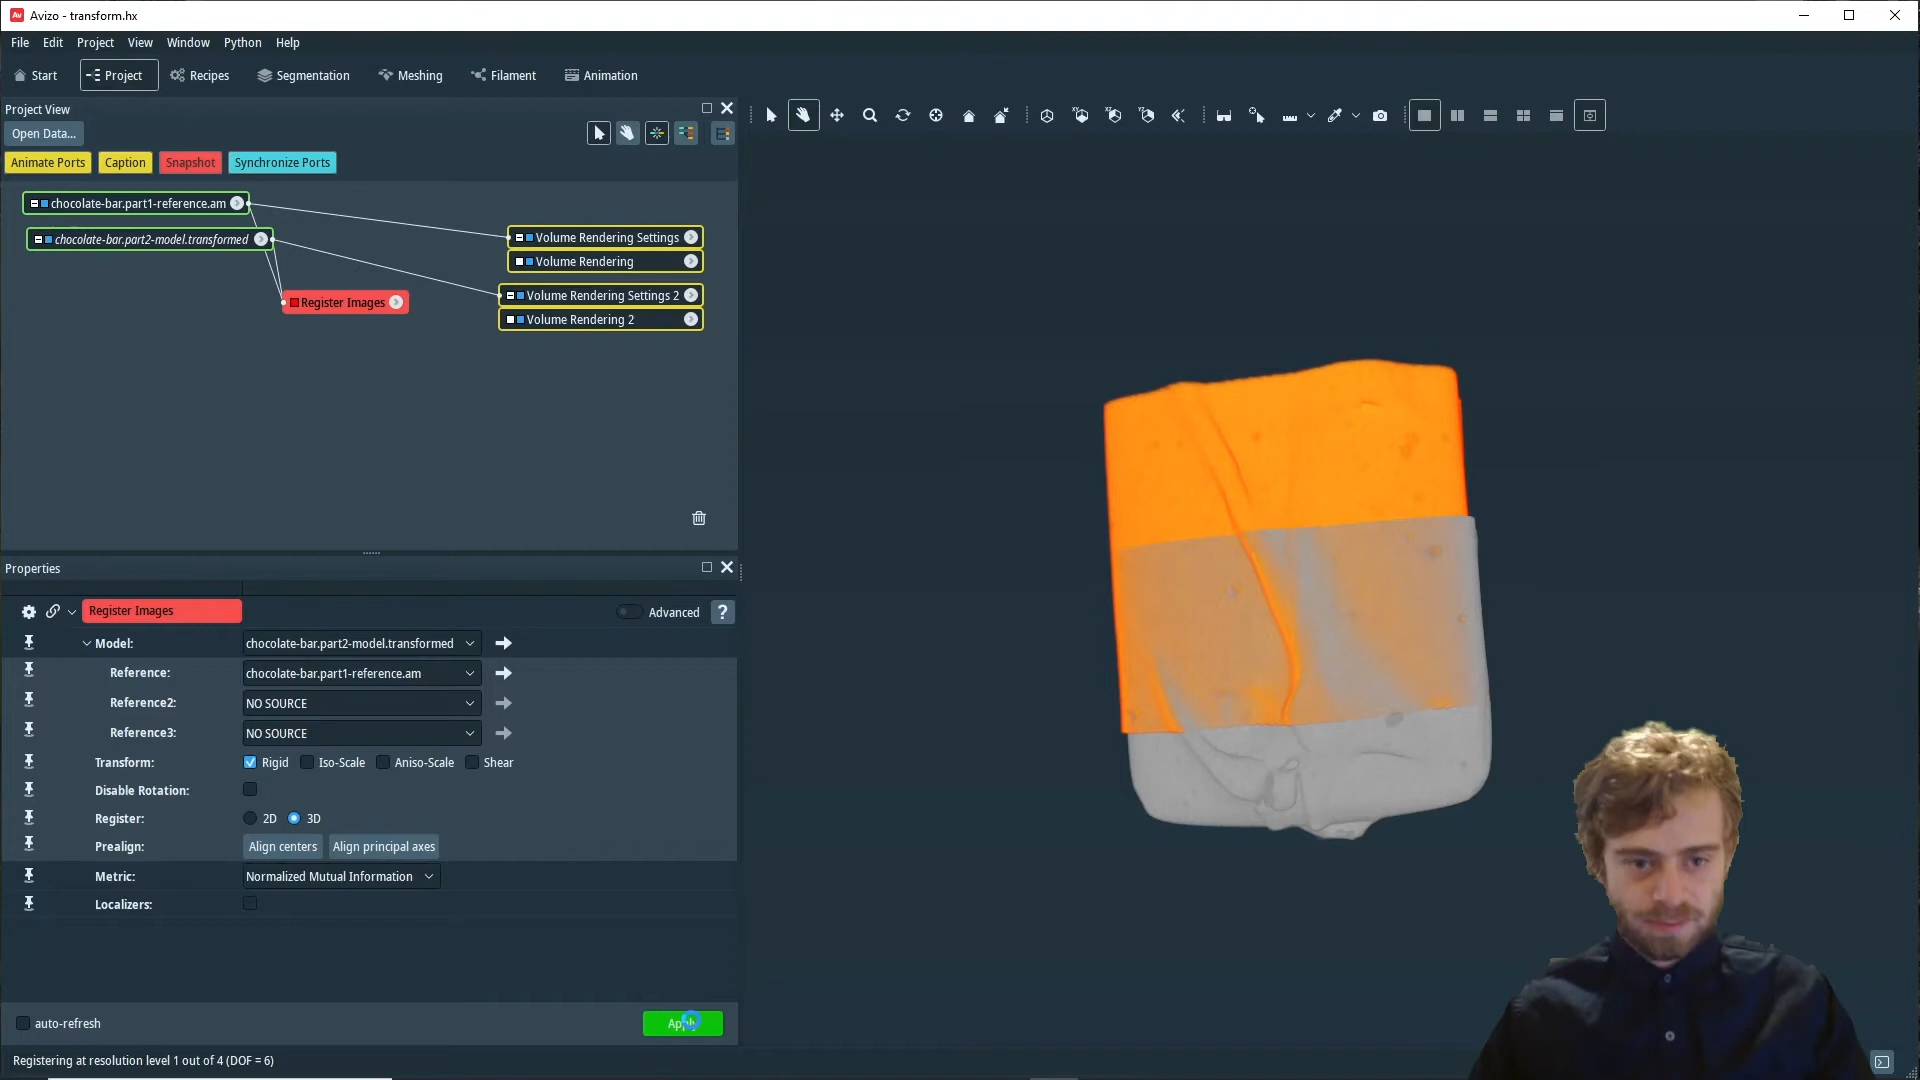 Avizo - transform.hx
File Edit Project View Window Python Help
Start Project Recipes Segmentation Meshing Filament Animation
Project View
Open Data...
Animate Ports Caption Snapshot Synchronize Ports
chocolate-bar.part1-reference.am
chocolate-bar.part2-model.transformed
Volume Rendering Settings
Volume Rendering
Volume Rendering Settings 2
Register Images
Volume Rendering 2
Properties
Register Images Advanced ?
Model: chocolate-bar.part2-model.transformed
Reference: chocolate-bar.part1-reference.am
Reference2: NO SOURCE
Reference3: NO SOURCE
Transform: Rigid Iso-Scale Aniso-Scale Shear
Disable Rotation:
Register: 2D 3D
Prealign: Align centers Align principal axes
Metric: Normalized Mutual Information
Localizers:
auto-refresh Apply
Registering at resolution level 1 out of 4 (DOF = 6)